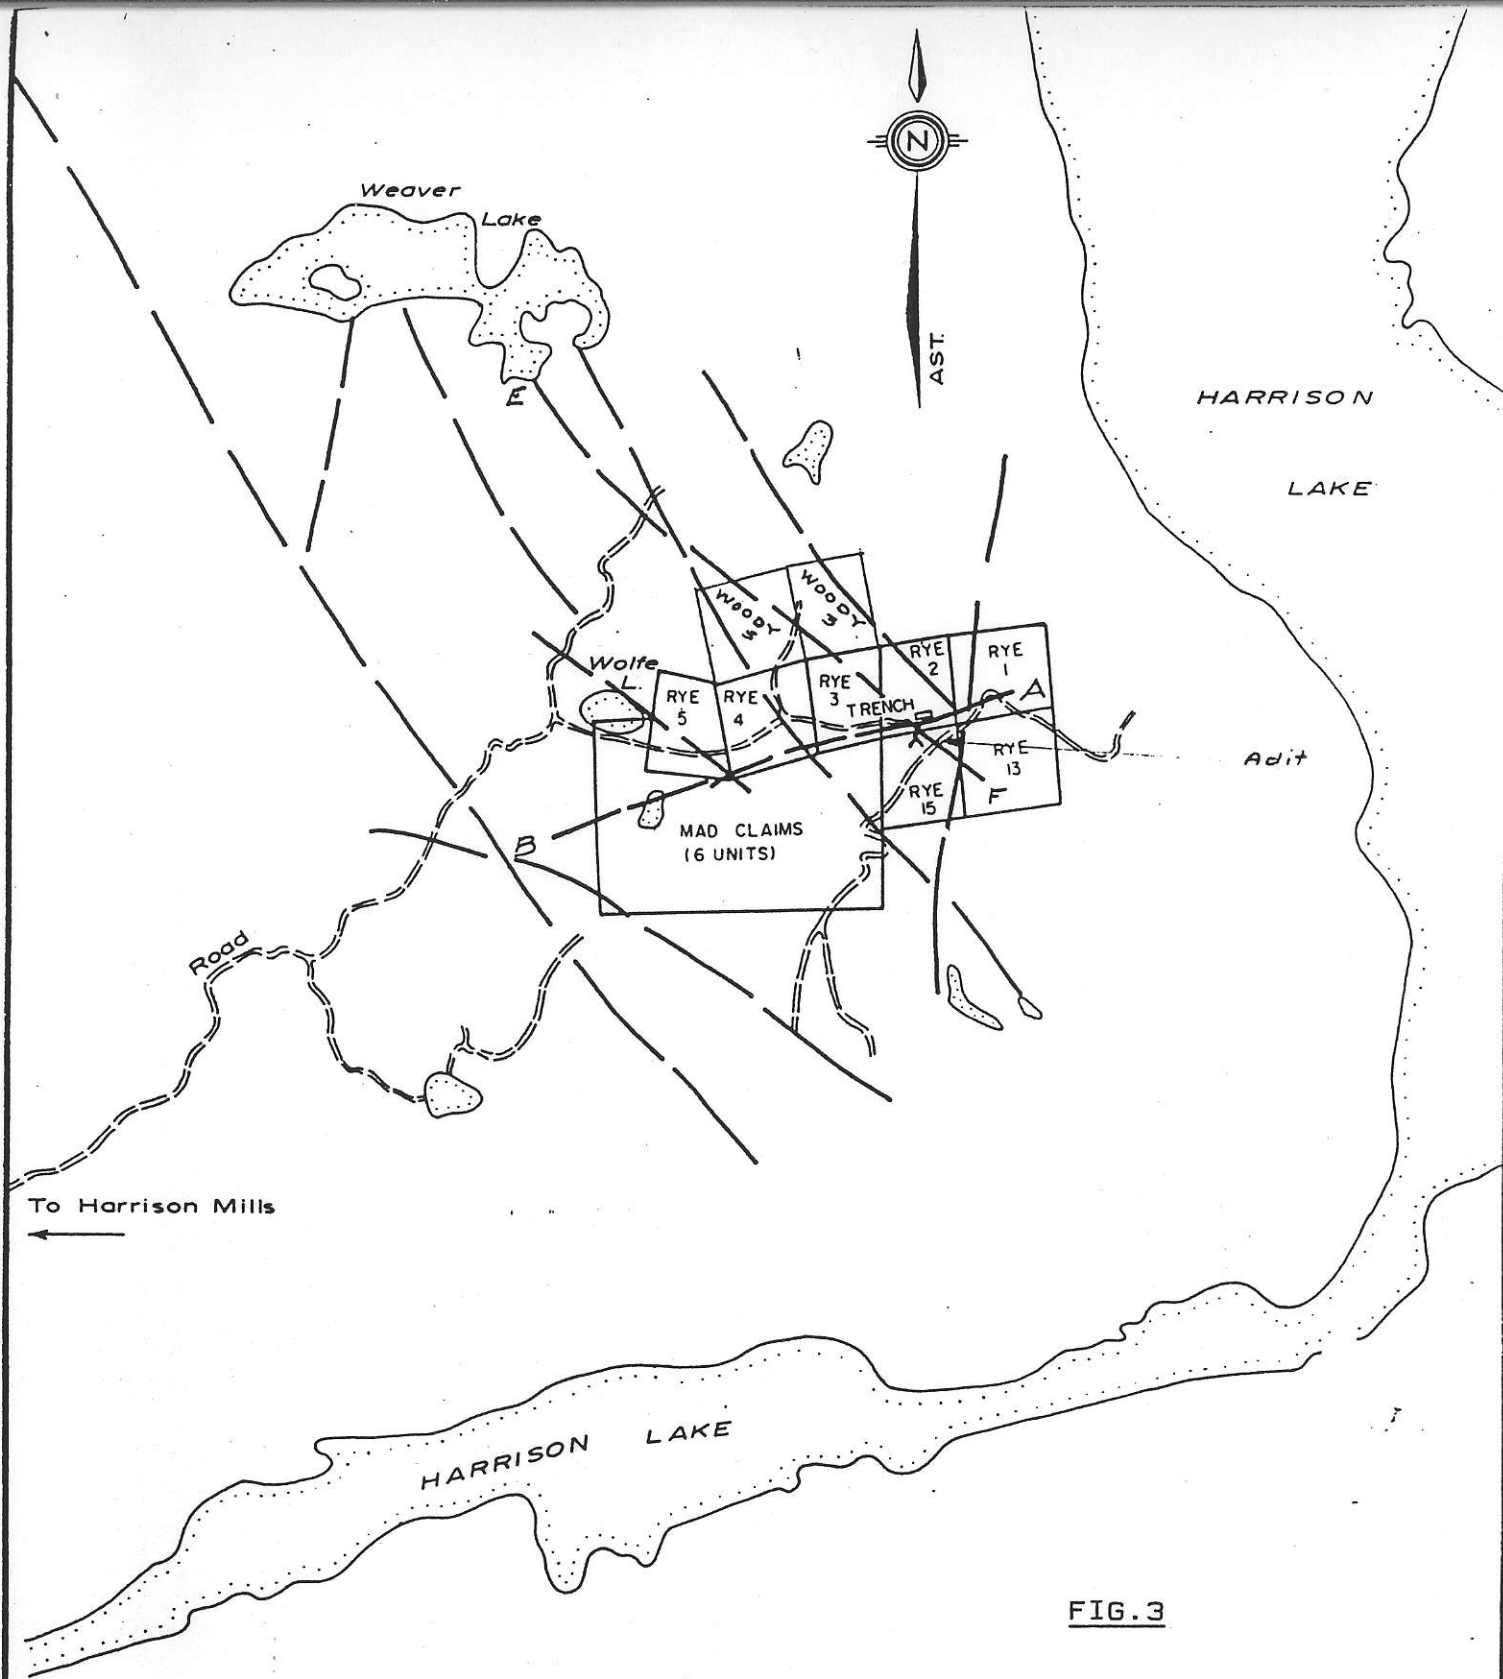 N
Weaver
Lake
AST.
E
HARRISON
LAKE
WOODY
5
WOODY
3
Wolfe
L.
RYE
5
RYE
4
RYE
3
RYE
2
RYE
1
TRENCH
A
Adit
RYE
13
RYE
15
F
B
MAD CLAIMS
(6 UNITS)
Road
To Harrison Mills
HARRISON LAKE
FIG.3